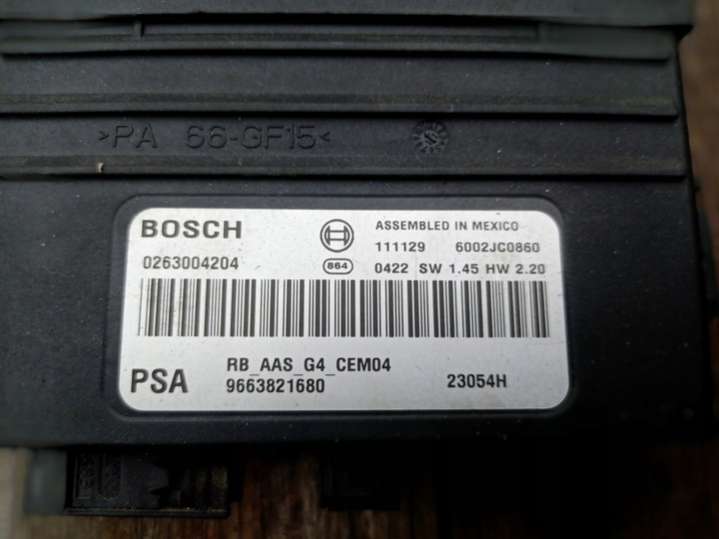 >PA 66-GF15<
BOSCH
ASSEMBLED IN MEXICO
111129 6002JC0860
0263004204
864 0422 SW 1.45 HW 2.20
RB_AAS_G4_CEM04
PSA 9663821680 23054H